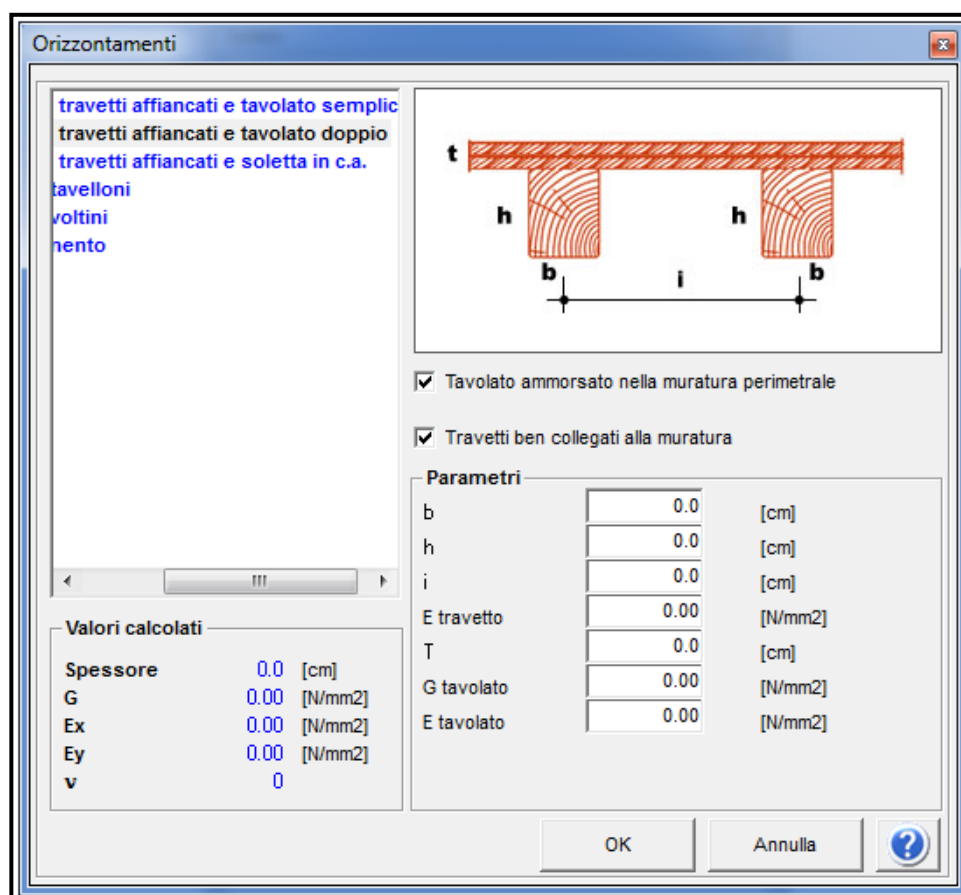 Orizzontamenti
travetti affiancati e tavolato semplic
travetti affiancati e tavolato doppio
travetti affiancati e soletta in c.a.
tavelloni
voltini
mento
t
h
h
b
i
b
Tavolato ammorsato nella muratura perimetrale
Travetti ben collegati alla muratura
Parametri
b 0.0 [cm]
h 0.0 [cm]
i 0.0 [cm]
E travetto 0.00 [N/mm2]
T 0.0 [cm]
G tavolato 0.00 [N/mm2]
E tavolato 0.00 [N/mm2]
Valori calcolati
Spessore 0.0 [cm]
G 0.00 [N/mm2]
Ex 0.00 [N/mm2]
Ey 0.00 [N/mm2]
ν 0
OK
Annulla
?